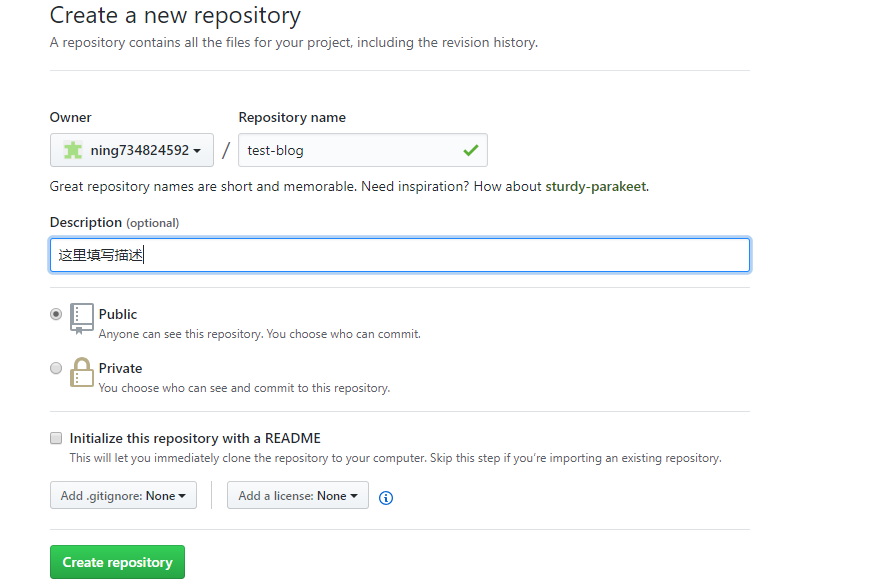 Create a new repository
A repository contains all the files for your project, including the revision history.
Owner Repository name
ning734824592 / test-blog
Great repository names are short and memorable. Need inspiration? How about sturdy-parakeet.
Description (optional)
这里填写描述
Public
Anyone can see this repository. You choose who can commit.
Private
You choose who can see and commit to this repository.
Initialize this repository with a README
This will let you immediately clone the repository to your computer. Skip this step if you’re importing an existing repository.
Add .gitignore: None Add a license: None
Create repository